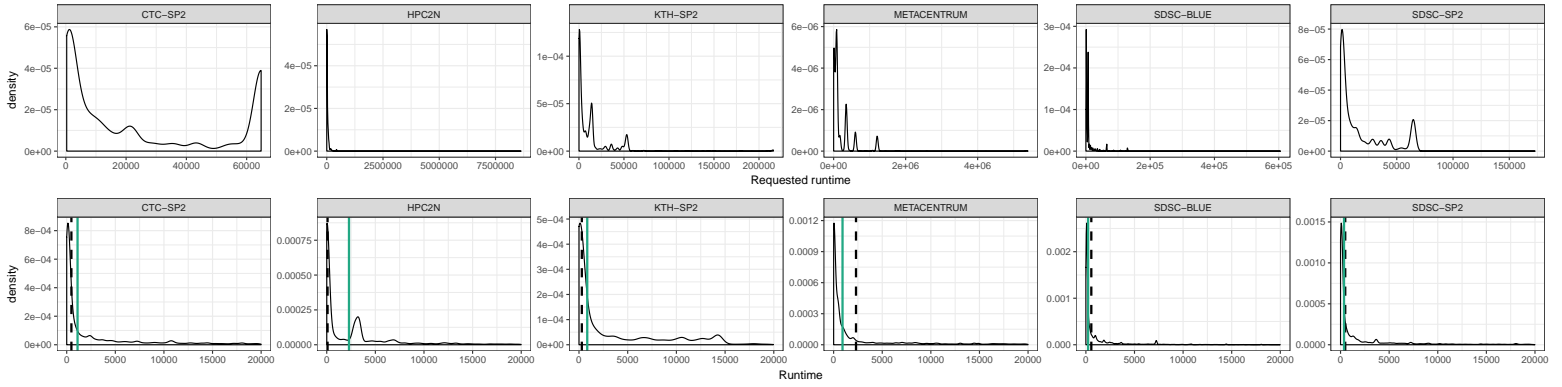 CTC−SP2 HPC2N KTH−SP2 METACENTRUM SDSC−BLUE SDSC−SP2
density
6e−05 4e−05 2e−05 0e+00
4e−05 2e−05 0e+00
1e−04 5e−05 0e+00
6e−06 4e−06 2e−06 0e+00
3e−04 2e−04 1e−04 0e+00
8e−05 6e−05 4e−05 2e−05 0e+00
0 20000 40000 60000
0 2500000 5000000 7500000
0 50000 100000 150000 200000
0e+00 2e+06 4e+06
0e+00 2e+05 4e+05 6e+05
0 50000 100000 150000
Requested runtime
CTC−SP2 HPC2N KTH−SP2 METACENTRUM SDSC−BLUE SDSC−SP2
density
8e−04 6e−04 4e−04 2e−04 0e+00
0.00075 0.00050 0.00025 0.00000
5e−04 4e−04 3e−04 2e−04 1e−04 0e+00
0.0012 0.0009 0.0006 0.0003 0.0000
0.002 0.001 0.000
0.0015 0.0010 0.0005 0.0000
0 5000 10000 15000 20000
0 5000 10000 15000 20000
0 5000 10000 15000 20000
0 5000 10000 15000 20000
0 5000 10000 15000 20000
0 5000 10000 15000 20000
Runtime